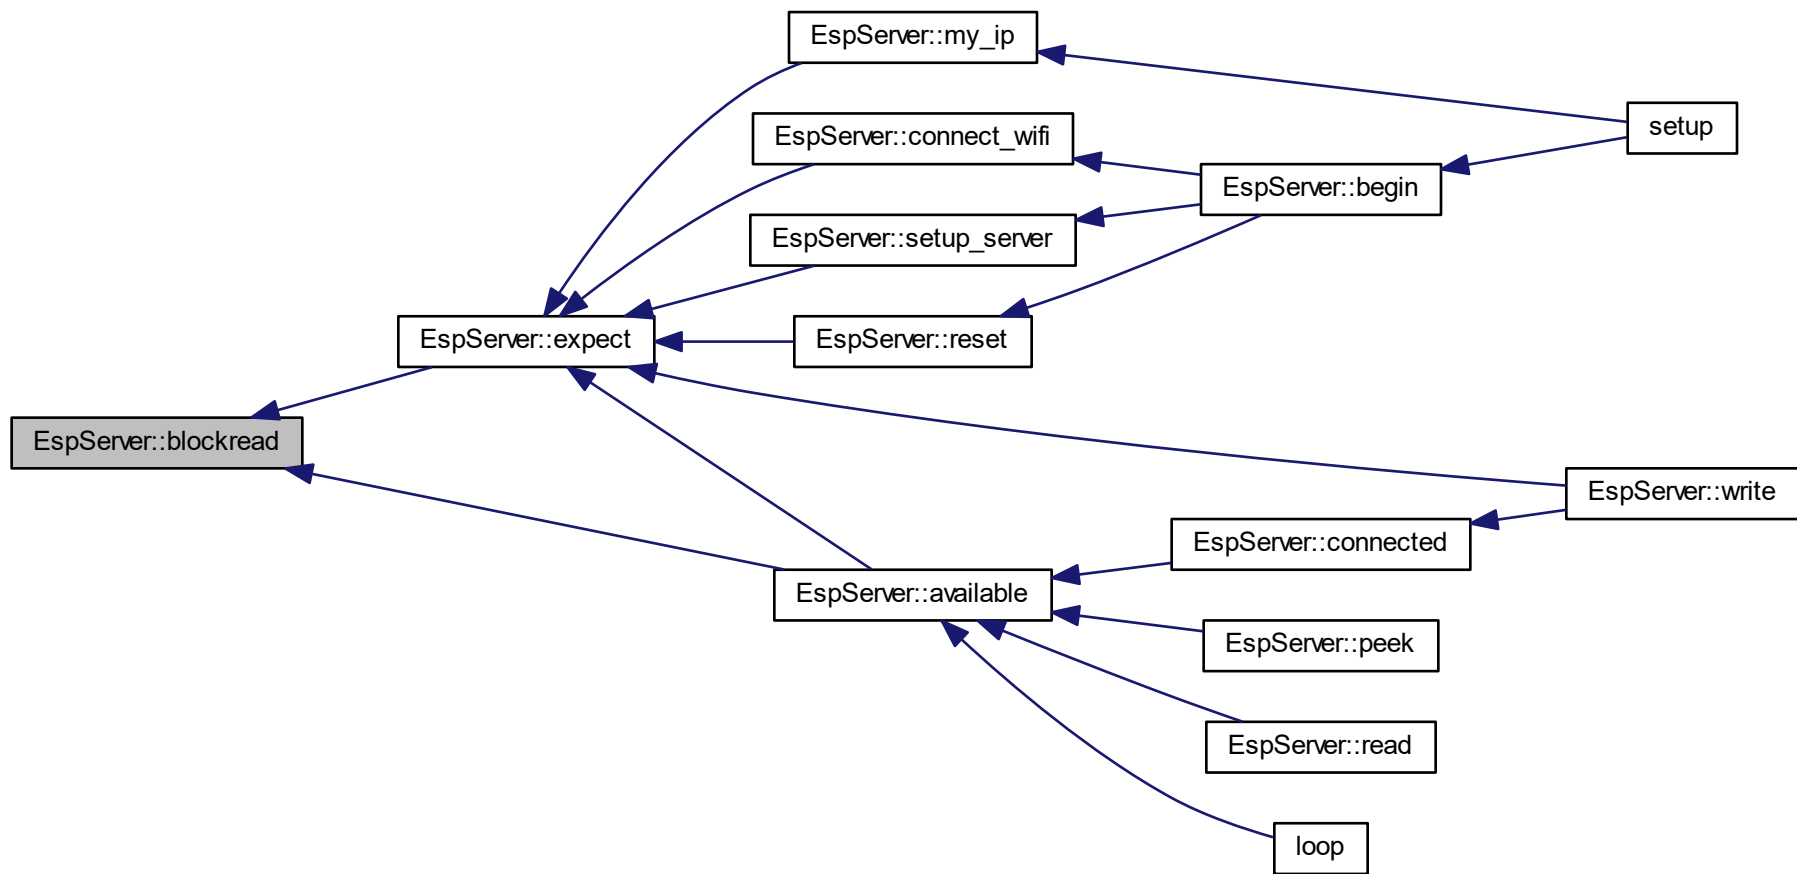 EspServer::my_ip
setup
EspServer::connect_wifi
EspServer::begin
EspServer::setup_server
EspServer::expect
EspServer::reset
EspServer::blockread
EspServer::write
EspServer::connected
EspServer::available
EspServer::peek
EspServer::read
loop